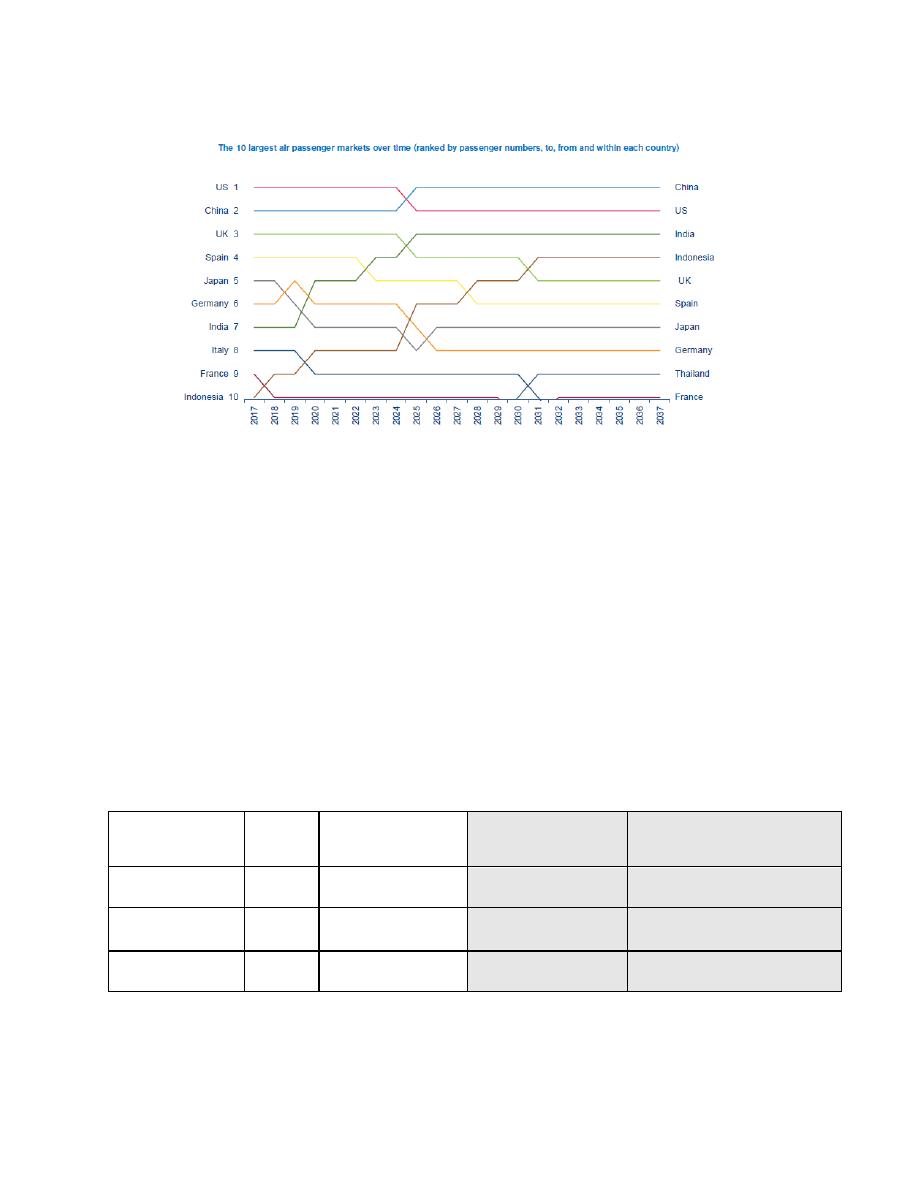 The 10 largest air passenger markets over time (ranked by passenger numbers, to, from and within each country)
US 1
China 2
UK 3
Spain 4
Japan 5
Germany 6
India 7
Italy 8
France 9
Indonesia 10
China
US
India
Indonesia
UK
Spain
Japan
Germany
Thailand
France
2017 2018 2019 2020 2021 2022 2023 2024 2025 2026 2027 2028 2029 2030 2031 2032 2033 2034 2035 2036 2037